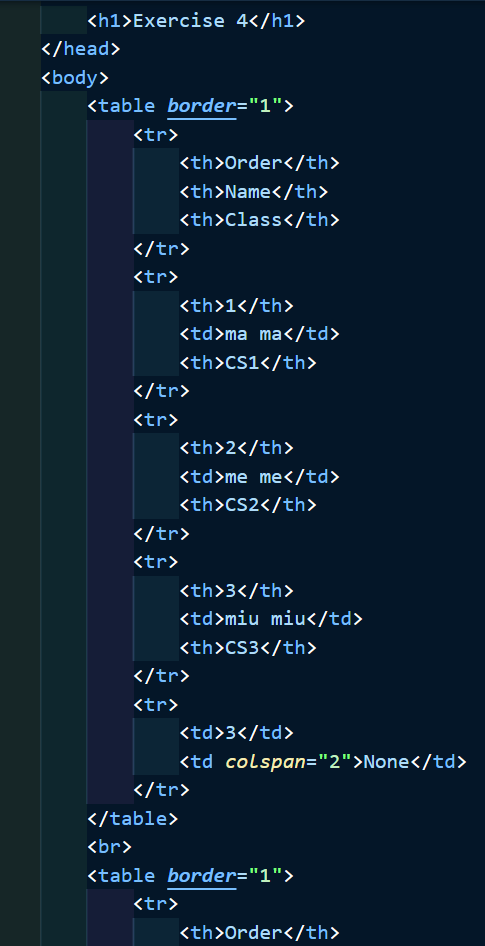 <h1>Exercise 4</h1>
</head>
<body>
<table border="1">
<tr>
<th>Order</th>
<th>Name</th>
<th>Class</th>
</tr>
<tr>
<th>1</th>
<td>ma ma</td>
<th>CS1</th>
</tr>
<tr>
<th>2</th>
<td>me me</td>
<th>CS2</th>
</tr>
<tr>
<th>3</th>
<td>miu miu</td>
<th>CS3</th>
</tr>
<tr>
<td>3</td>
<td colspan="2">None</td>
</tr>
</table>
<br>
<table border="1">
<tr>
<th>Order</th>